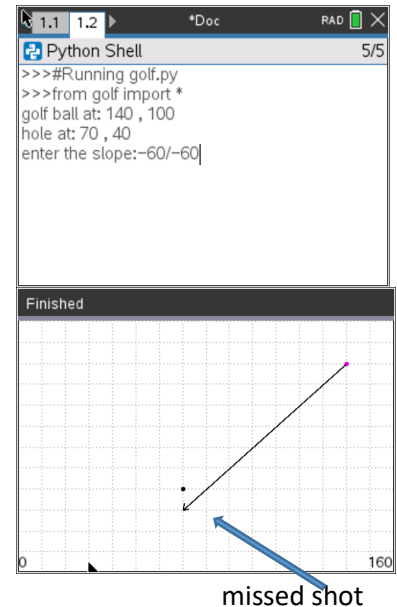 1.1 1.2 *Doc RAD
Python Shell 5/5
>>>#Running golf.py
>>>from golf import *
golf ball at: 140 , 100
hole at: 70 , 40
enter the slope:−60/−60
Finished
0 160
missed shot